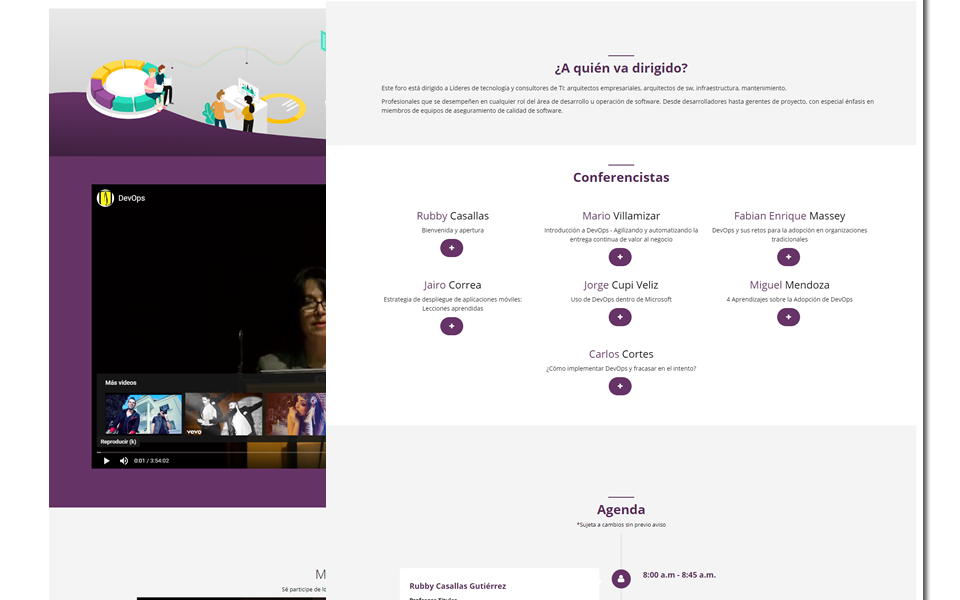 DevOps
Más videos
vevo
Reproducir (k)
0:01 / 3:54:02
M
Sé participe de lo
¿A quién va dirigido?
Este foro está dirigido a Lideres de tecnología y consultores de TI: arquitectos empresariales, arquitectos de sw, infraestructura, mantenimiento.
Profesionales que se desempeñen en cualquier rol del área de desarrollo u operación de software. Desde desarrolladores hasta gerentes de proyecto, con especial énfasis en
miembros de equipos de aseguramiento de calidad de software.
Conferencistas
Rubby Casallas
Bienvenida y apertura
+
Mario Villamizar
Introducción a DevOps - Agilizando y automatizando la
entrega continua de valor al negocio
+
Fabian Enrique Massey
DevOps y sus retos para la adopción en organizaciones
tradicionales
+
Jairo Correa
Estrategia de despliegue de aplicaciones móviles:
Lecciones aprendidas
+
Jorge Cupi Veliz
Uso de DevOps dentro de Microsoft
+
Miguel Mendoza
4 Aprendizajes sobre la Adopción de DevOps
+
Carlos Cortes
¿Cómo implementar DevOps y fracasar en el intento?
+
Agenda
*Sujeta a cambios sin previo aviso
8:00 a.m - 8:45 a.m.
Rubby Casallas Gutiérrez
Profesora Titular